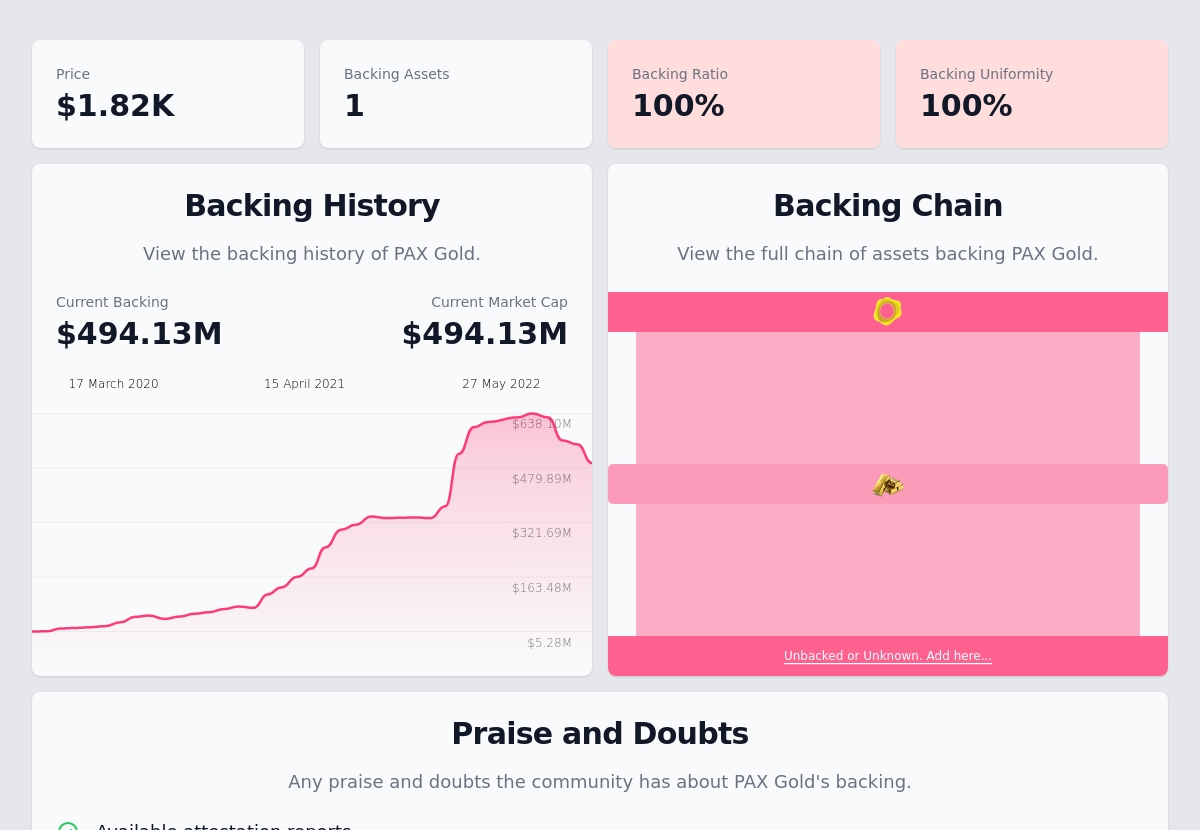 Price
$1.82K
Backing Assets
1
Backing Ratio
100%
Backing Uniformity
100%
Backing History
View the backing history of PAX Gold.
Current Backing
$494.13M
Current Market Cap
$494.13M
17 March 2020
15 April 2021
27 May 2022
$638.10M
$479.89M
$321.69M
$163.48M
$5.28M
Backing Chain
View the full chain of assets backing PAX Gold.
Unbacked or Unknown. Add here...
Praise and Doubts
Any praise and doubts the community has about PAX Gold's backing.
Available attestation reports